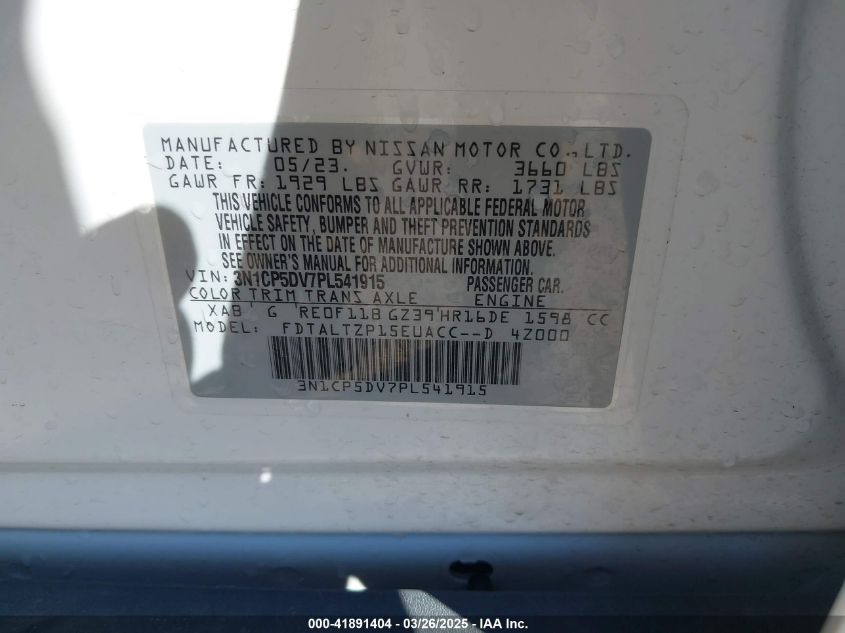 MANUFACTURED BY NISSAN MOTOR CO., LTD.
DATE: 05/23. GVWR: 3660 LBS
GAWR FR: 1929 LBS GAWR RR: 1731 LBS
THIS VEHICLE CONFORMS TO ALL APPLICABLE FEDERAL MOTOR
VEHICLE SAFETY, BUMPER AND THEFT PREVENTION STANDARDS
IN EFFECT ON THE DATE OF MANUFACTURE SHOWN ABOVE.
SEE OWNER'S MANUAL FOR ADDITIONAL INFORMATION.
VIN: 3N1CP5DV7PL541915 PASSENGER CAR.
COLOR TRIM TRANS AXLE ENGINE
XAB G RE0F11B GZ39 HR16DE 1598 CC
MODEL: FDTALTZP15EUACC--D 4Z000
3N1CP5DV7PL541915
000-41891404 - 03/26/2025 - IAA Inc.